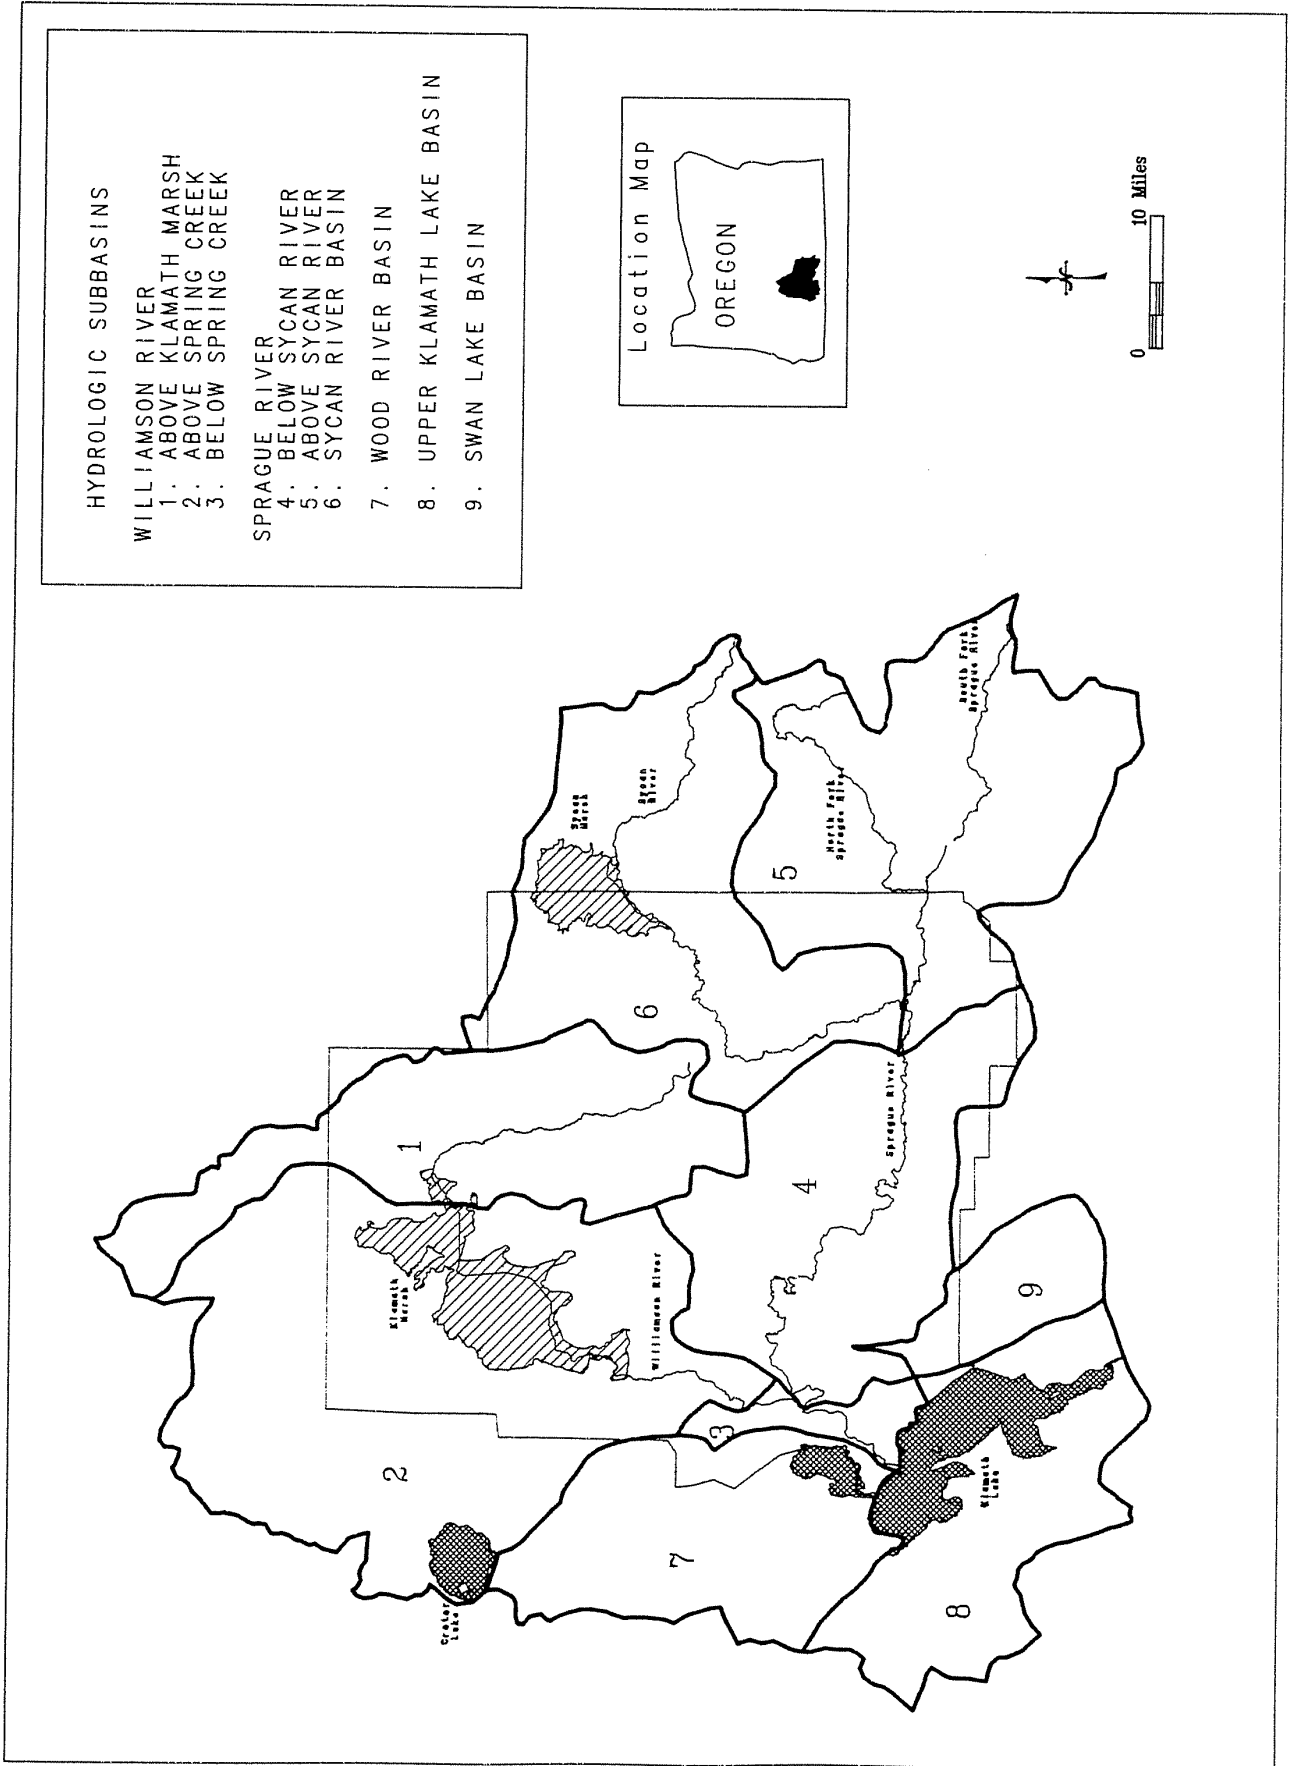 HYDROLOGIC SUBBASINS
WILLIAMSON RIVER
1. ABOVE KLAMATH MARSH
2. ABOVE SPRING CREEK
3. BELOW SPRING CREEK
SPRAGUE RIVER
4. BELOW SYCAN RIVER
5. ABOVE SYCAN RIVER
6. SYCAN RIVER BASIN
7. WOOD RIVER BASIN
8. UPPER KLAMATH LAKE BASIN
9. SWAN LAKE BASIN
Location Map
OREGON
0
10 Miles
Sycan
Marsh
Sycan
River
North Fork
Sprague River
South Fork
Sprague River
5
6
1
Klamath
Marsh
Williamson River
Sprague River
4
9
2
3
Crater
Lake
7
Klamath
Lake
8